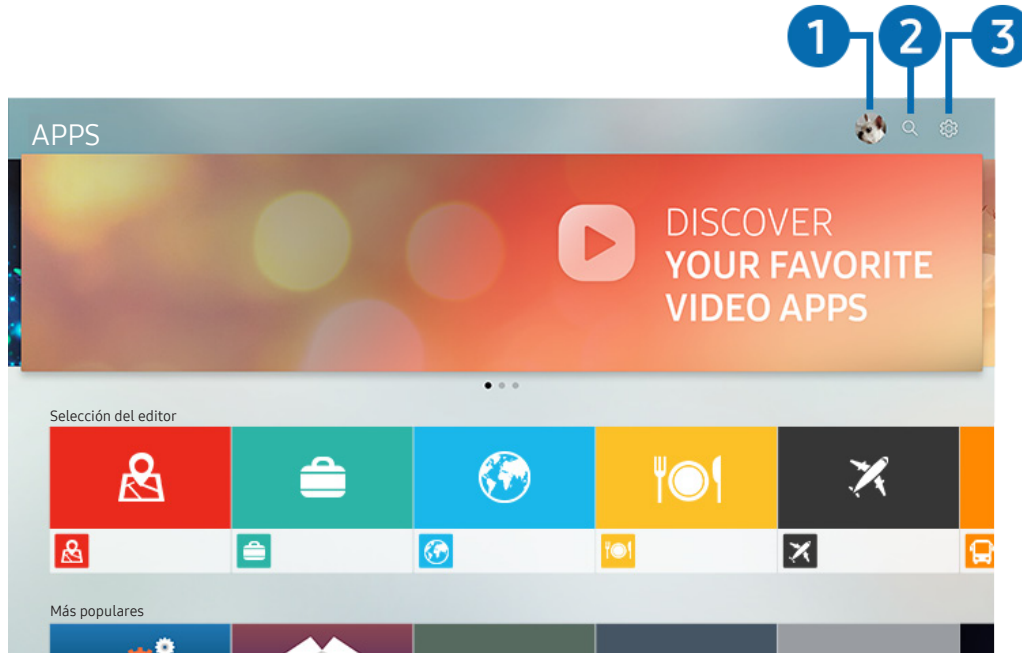 1 2 3
APPS
DISCOVER
YOUR FAVORITE
VIDEO APPS
Selección del editor
Más populares